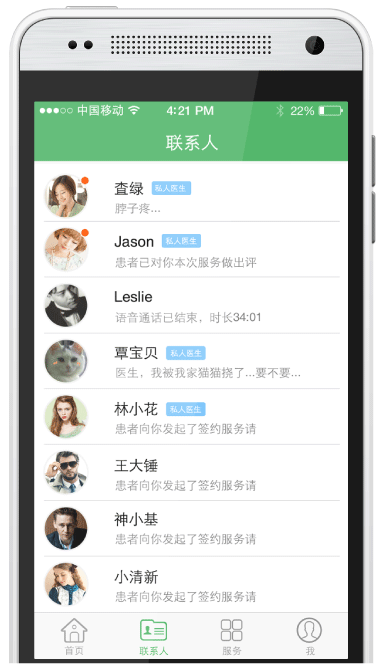 中国移动 4:21 PM 22%
联系人
查绿 私人医生
脖子疼...
Jason 私人医生
患者已对你本次服务做出评
Leslie
语音通话已结束，时长34:01
覃宝贝 私人医生
医生，我被我家猫猫挠了...要不要...
林小花 私人医生
患者向你发起了签约服务请
王大锤
患者向你发起了签约服务请
神小基
患者向你发起了签约服务请
小清新
患者向你发起了签约服务请
首页 联系人 服务 我